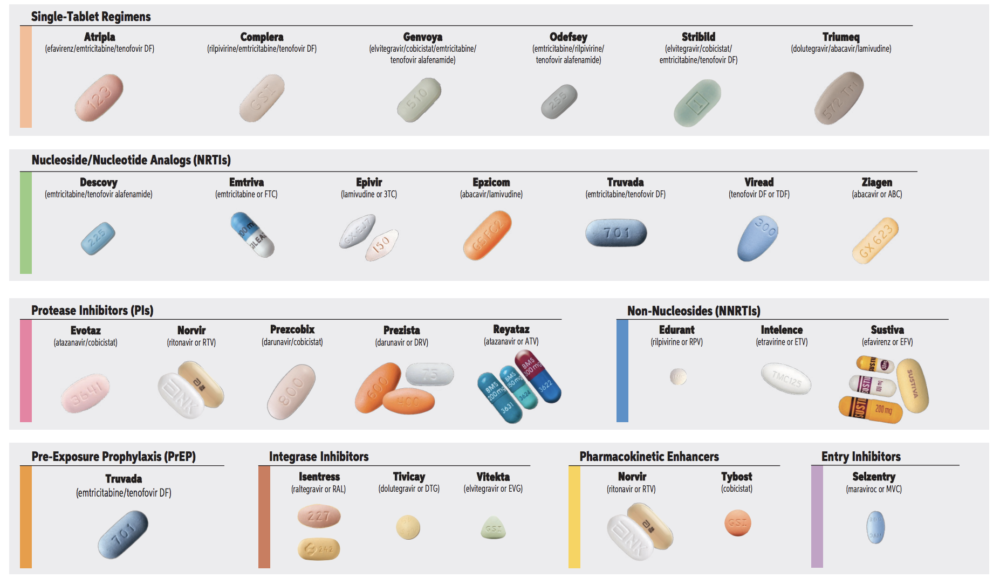 Single-Tablet Regimens
Atripla
(efavirenz/emtricitabine/tenofovir DF)
123
Complera
(rilpivirine/emtricitabine/tenofovir DF)
GSI
Genvoya
(elvitegravir/cobicistat/emtricitabine/
tenofovir alafenamide)
510
Odefsey
(emtricitabine/rilpivirine/
tenofovir alafenamide)
255
Stribild
(elvitegravir/cobicistat/
emtricitabine/tenofovir DF)
1
Triumeq
(dolutegravir/abacavir/lamivudine)
572 Tri
Nucleoside/Nucleotide Analogs (NRTIs)
Descovy
(emtricitabine/tenofovir alafenamide)
225
Emtriva
(emtricitabine or FTC)
Epivir
(lamivudine or 3TC)
GX EJ7
150
Epzicom
(abacavir/lamivudine)
GS FC2
Truvada
(emtricitabine/tenofovir DF)
701
Viread
(tenofovir DF or TDF)
300
Ziagen
(abacavir or ABC)
GX 623
Protease Inhibitors (PIs)
Evotaz
(atazanavir/cobicistat)
3641
Norvir
(ritonavir or RTV)
NK
Prezcobix
(darunavir/cobicistat)
800
Prezista
(darunavir or DRV)
600
75
400
Reyataz
(atazanavir or ATV)
BMS
200 mg
3631
BMS
150 mg
3624
BMS
300 mg
3622
Non-Nucleosides (NNRTIs)
Edurant
(rilpivirine or RPV)
Intelence
(etravirine or ETV)
TMC125
Sustiva
(efavirenz or EFV)
50mg
100 mg
200 mg
SUSTIVA
Pre-Exposure Prophylaxis (PrEP)
Truvada
(emtricitabine/tenofovir DF)
701
Integrase Inhibitors
Isentress
(raltegravir or RAL)
227
242
Tivicay
(dolutegravir or DTG)
Vitekta
(elvitegravir or EVG)
GSI
Pharmacokinetic Enhancers
Norvir
(ritonavir or RTV)
NK
Tybost
(cobicistat)
GSI
Entry Inhibitors
Selzentry
(maraviroc or MVC)
MVC